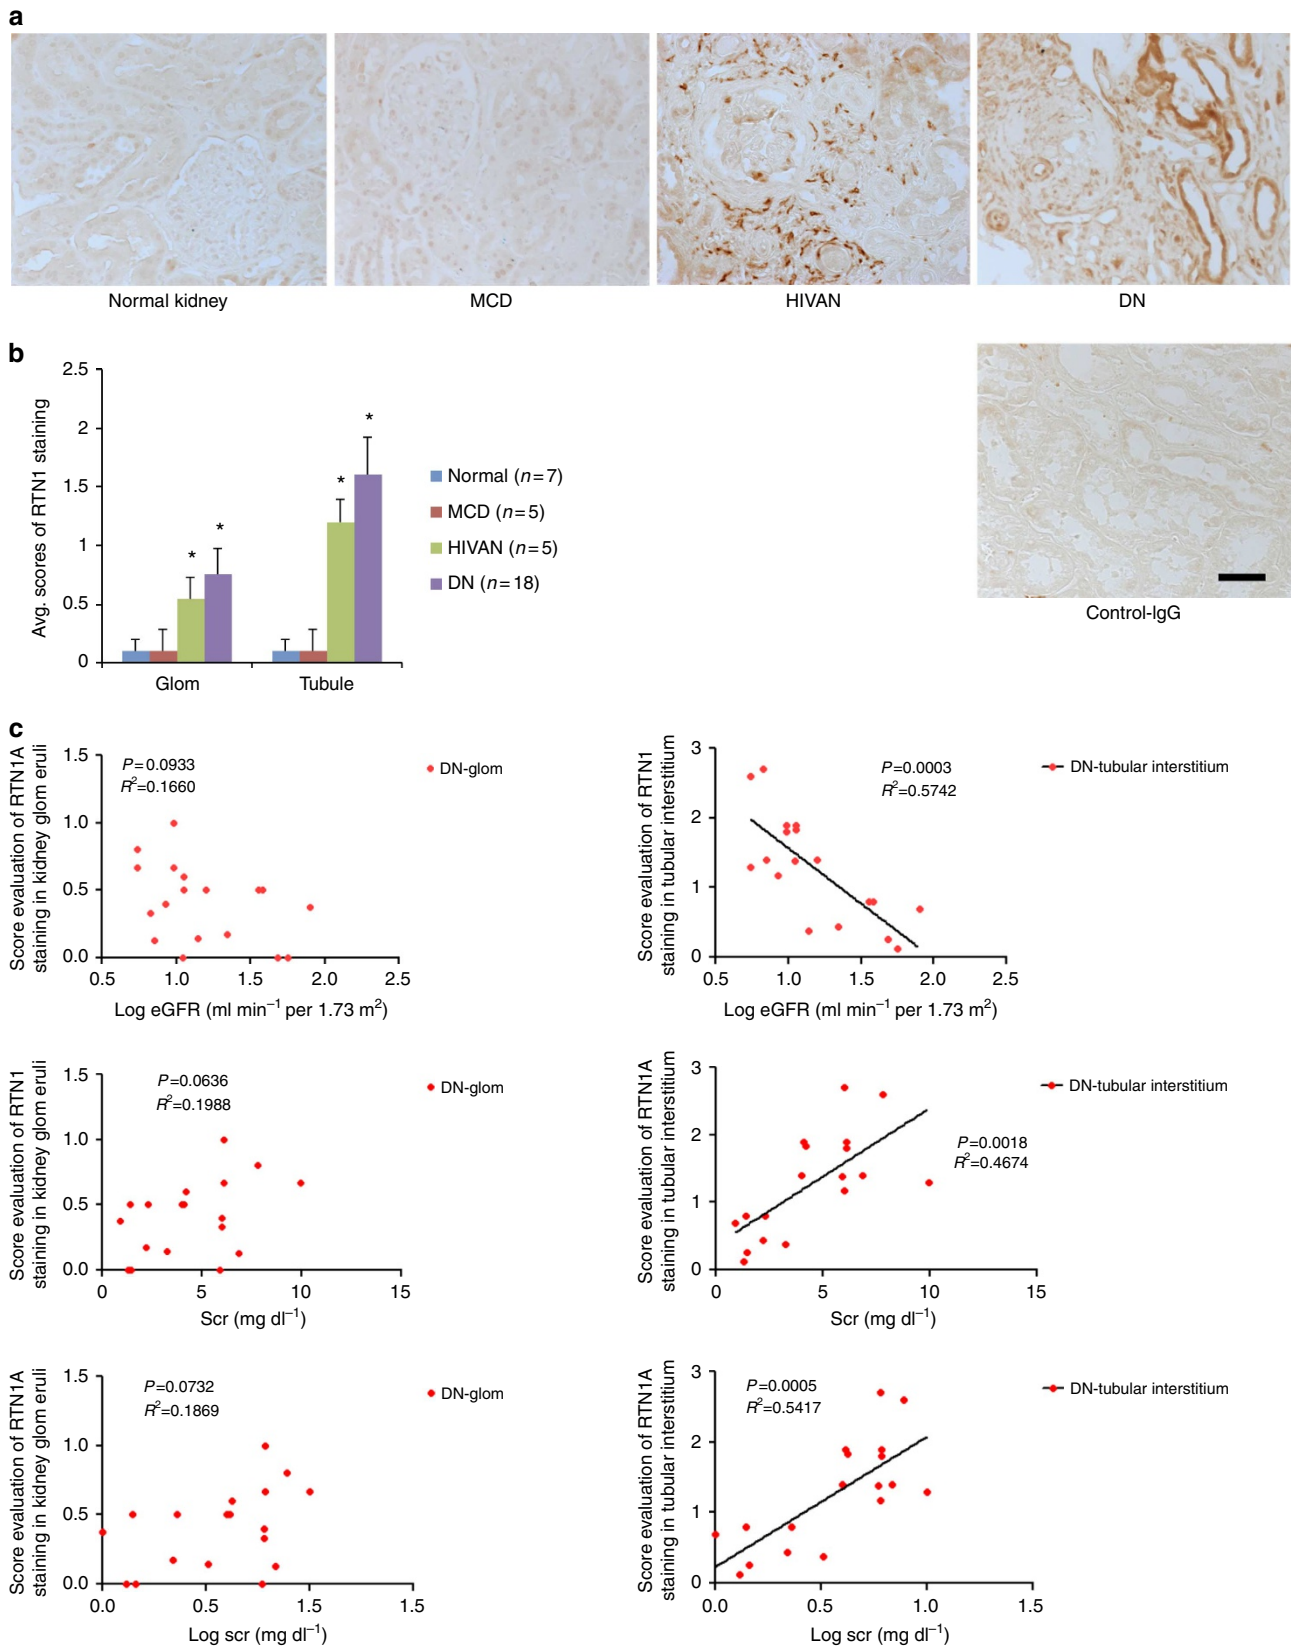 a
Normal kidney
MCD
HIVAN
DN
Control-IgG
b
Avg. scores of RTN1 staining
2.5
2
1.5
1
0.5
0
*
*
*
*
Glom
Tubule
Normal (n=7)
MCD (n=5)
HIVAN (n=5)
DN (n=18)
c
Score evaluation of RTN1A
staining in kidney glom eruli
1.5
1.0
0.5
0.0
P=0.0933
R²=0.1660
DN-glom
0.5 1.0 1.5 2.0 2.5
Log eGFR (ml min⁻¹ per 1.73 m²)
Score evaluation of RTN1
staining in tubular interstitium
3
2
1
0
P=0.0003
R²=0.5742
DN-tubular interstitium
0.5 1.0 1.5 2.0 2.5
Log eGFR (ml min⁻¹ per 1.73 m²)
Score evaluation of RTN1
staining in kidney glom eruli
1.5
1.0
0.5
0.0
P=0.0636
R²=0.1988
DN-glom
0 5 10 15
Scr (mg dl⁻¹)
Score evaluation of RTN1A
staining in tubular interstitium
3
2
1
0
P=0.0018
R²=0.4674
DN-tubular interstitium
0 5 10 15
Scr (mg dl⁻¹)
Score evaluation of RTN1A
staining in kidney glom eruli
1.5
1.0
0.5
0.0
P=0.0732
R²=0.1869
DN-glom
0.0 0.5 1.5 1.5
Log scr (mg dl⁻¹)
Score evaluation of RTN1A
staining in tubular interstitium
3
2
1
0
P=0.0005
R²=0.5417
DN-tubular interstitium
0.0 0.5 1.0 1.5
Log scr (mg dl⁻¹)